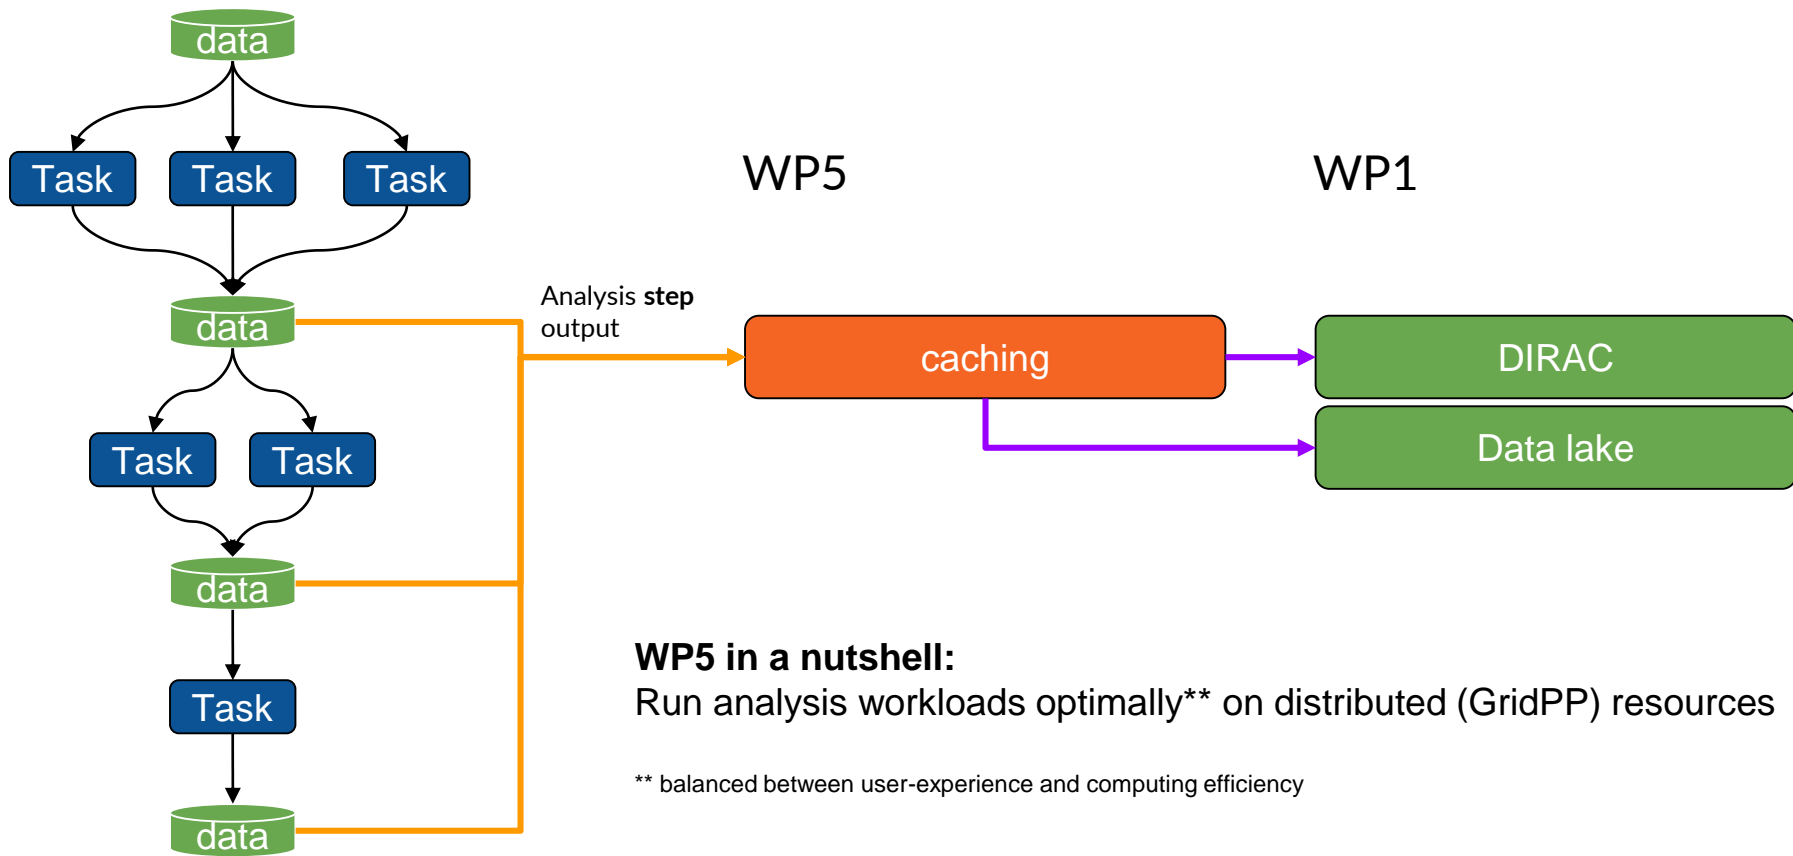 data
Task
Task
Task
WP5
WP1
data
Analysis step
output
caching
DIRAC
Data lake
Task
Task
data
WP5 in a nutshell:
Run analysis workloads optimally** on distributed (GridPP) resources
Task
** balanced between user-experience and computing efficiency
data